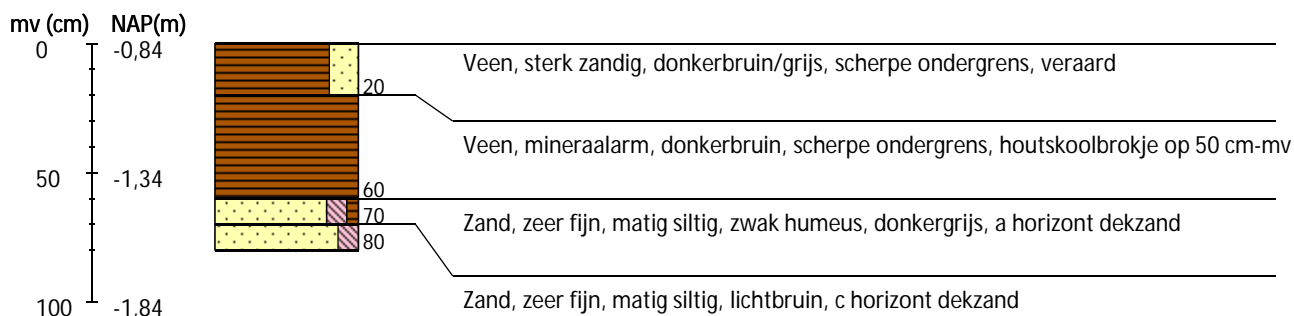 mv (cm) NAP(m)
0 -0,84
Veen, sterk zandig, donkerbruin/grijs, scherpe ondergrens, veraard
20
Veen, mineraalarm, donkerbruin, scherpe ondergrens, houtskoolbrokje op 50 cm-mv
50 -1,34
60
70
Zand, zeer fijn, matig siltig, zwak humeus, donkergrijs, a horizont dekzand
80
100 -1,84
Zand, zeer fijn, matig siltig, lichtbruin, c horizont dekzand